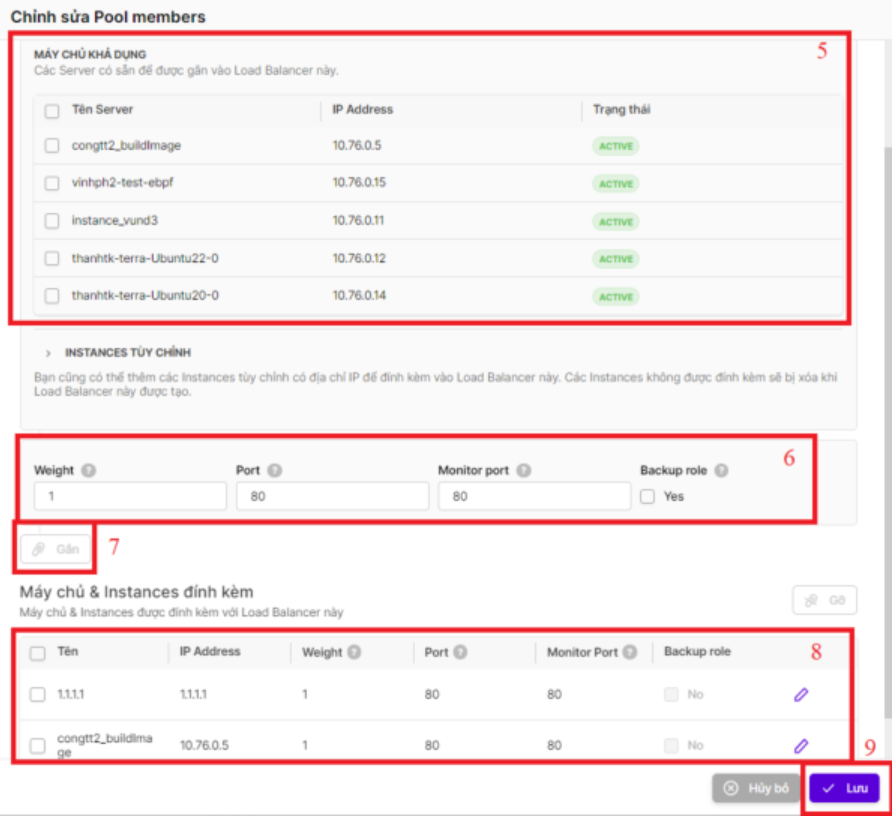 Chỉnh sửa Pool members
5
MÁY CHỦ KHẢ DỤNG
Các Server có sẵn để được gắn vào Load Balancer này.
Tên Server IP Address Trạng thái
congtt2_buildImage 10.76.0.5 ACTIVE
vinhph2-test-ebpf 10.76.0.15 ACTIVE
instance_vund3 10.76.0.11 ACTIVE
thanhtk-terra-Ubuntu22-0 10.76.0.12 ACTIVE
thanhtk-terra-Ubuntu20-0 10.76.0.14 ACTIVE
> INSTANCES TÙY CHỈNH
Bạn cũng có thể thêm các Instances tùy chỉnh có địa chỉ IP để đính kèm vào Load Balancer này. Các Instances không được đính kèm sẽ bị xóa khi
Load Balancer này được tạo.
6
Weight ? Port ? Monitor port ? Backup role ?
1 80 80 Yes
Gắn 7
Máy chủ & Instances đính kèm
Gỡ
Máy chủ & Instances được đính kèm với Load Balancer này
Tên IP Address Weight ? Port ? Monitor Port ? Backup role 8
1.1.1.1 1.1.1.1 1 80 80 No
congtt2_buildIma
ge 10.76.0.5 1 80 80 No
9
Hủy bỏ Lưu